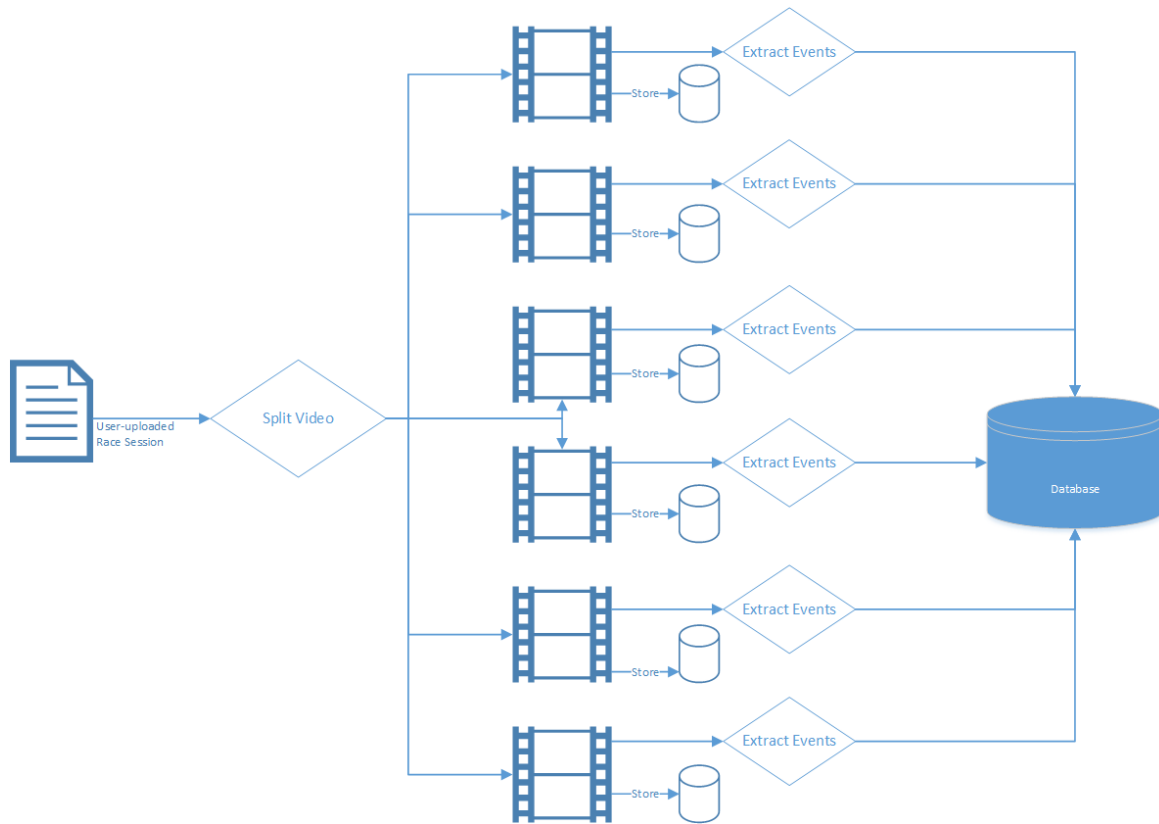 Extract Events
Store
Extract Events
Store
Extract Events
Store
User-uploaded
Race Session
Split Video
Extract Events
Store
Database
Extract Events
Store
Extract Events
Store